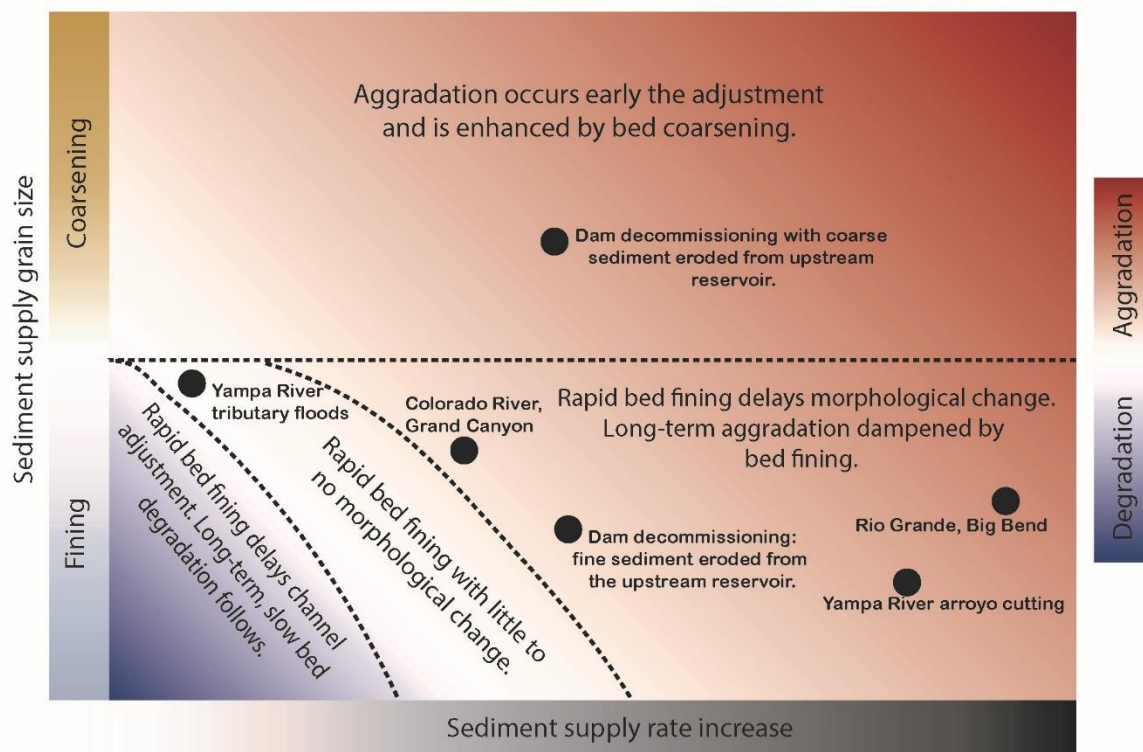 Sediment supply grain size
Coarsening
Fining
Aggradation occurs early the adjustment
and is enhanced by bed coarsening.
Dam decommissioning with coarse
sediment eroded from upstream
reservoir.
Yampa River
tributary floods
Colorado River,
Grand Canyon
Rapid bed fining delays morphological change.
Long-term aggradation dampened by
bed fining.
Rapid bed fining delays channel
adjustment. Long-term, slow bed
degradation follows.
Rapid bed fining with little to
no morphological change.
Dam decommissioning:
fine sediment eroded from
the upstream reservoir.
Rio Grande, Big Bend
Yampa River arroyo cutting
Sediment supply rate increase
Aggradation
Degradation